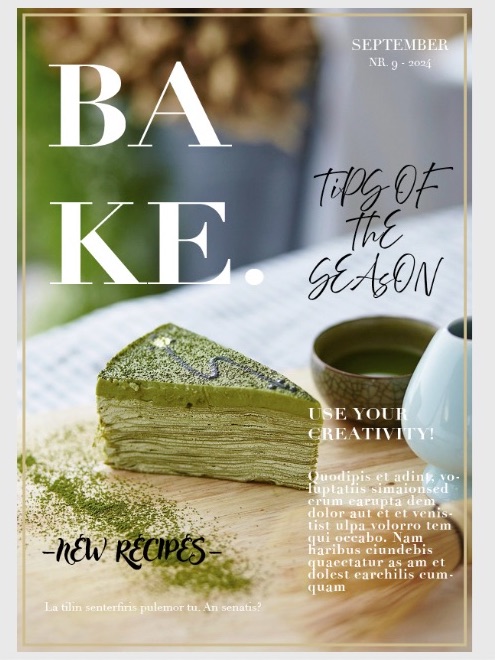 BA
KE.
SEPTEMBER
NR. 9 - 2024
TiPS OF
thE
SEAsON
USE YOUR
CREATIVITY!
Quodipis et adint, vo-
luptatiis simaionsed
erum earupta dem
dolor aut et et venis-
tist ulpa volorro tem
qui occabo. Nam
haribus ciundebis
quaectatur as am et
dolest earchilis cum-
quam
-NEW RECIPES-
La tilin senterfiris pulemor tu. An senatis?